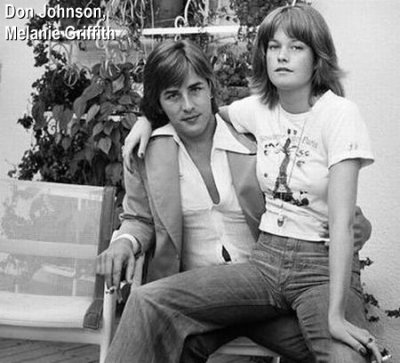 Don Johnson,
Melanie Griffith